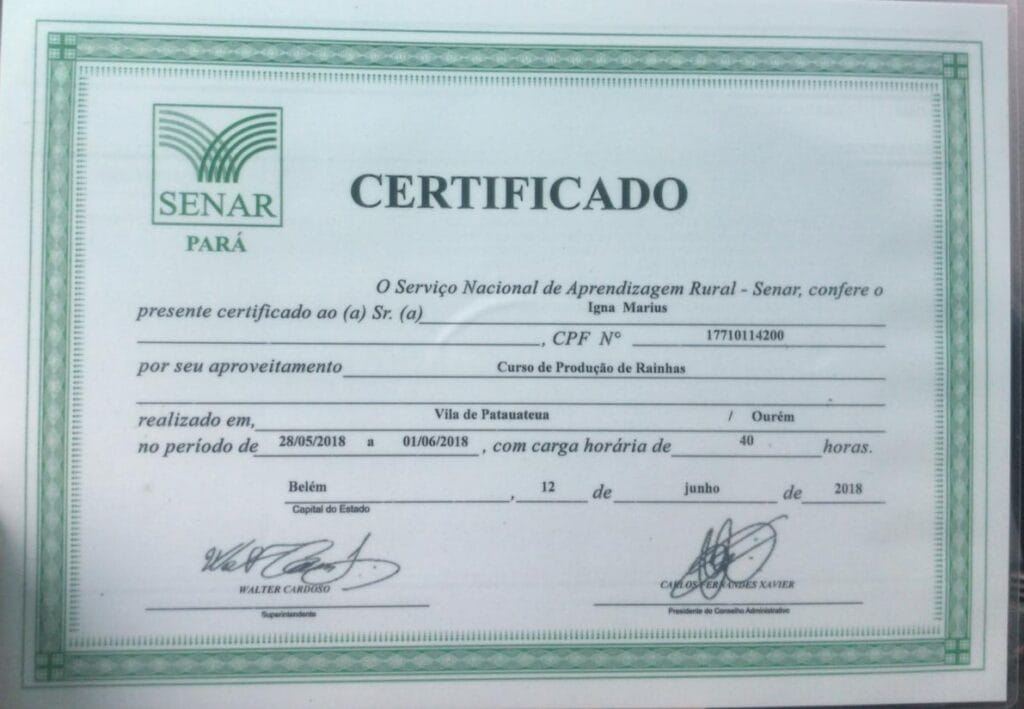 SENAR
PARÁ
CERTIFICADO
O Serviço Nacional de Aprendizagem Rural - Senar, confere o
presente certificado ao (a) Sr. (a) Igna Marius
, CPF Nº 17710114200
por seu aproveitamento Curso de Produção de Rainhas
realizado em, Vila de Patauateua / Ourém
no período de 28/05/2018 a 01/06/2018 , com carga horária de 40 horas.
Belém , 12 de junho de 2018
Capital do Estado
WALTER CARDOSO
Superintendente
CARLOS FERNANDES XAVIER
Presidente do Conselho Administrativo